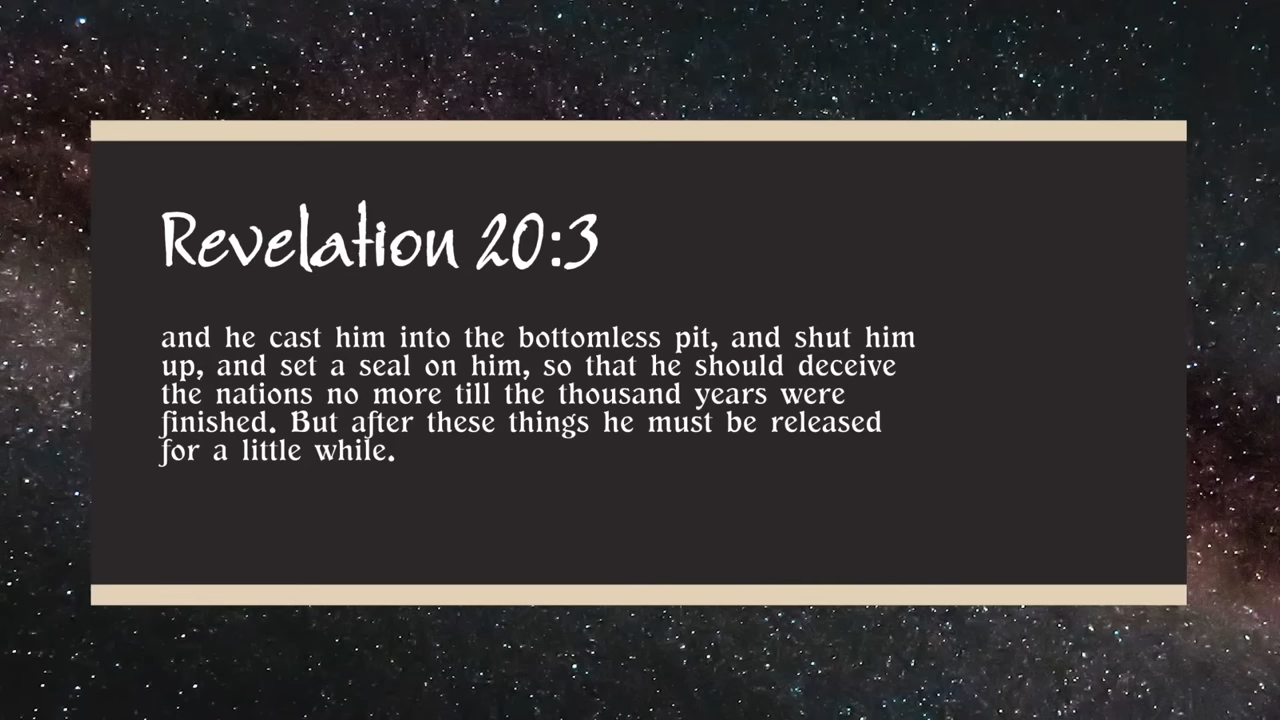 Revelation 20:3
and he cast him into the bottomless pit, and shut him
up, and set a seal on him, so that he should deceive
the nations no more till the thousand years were
finished. But after these things he must be released
for a little while.